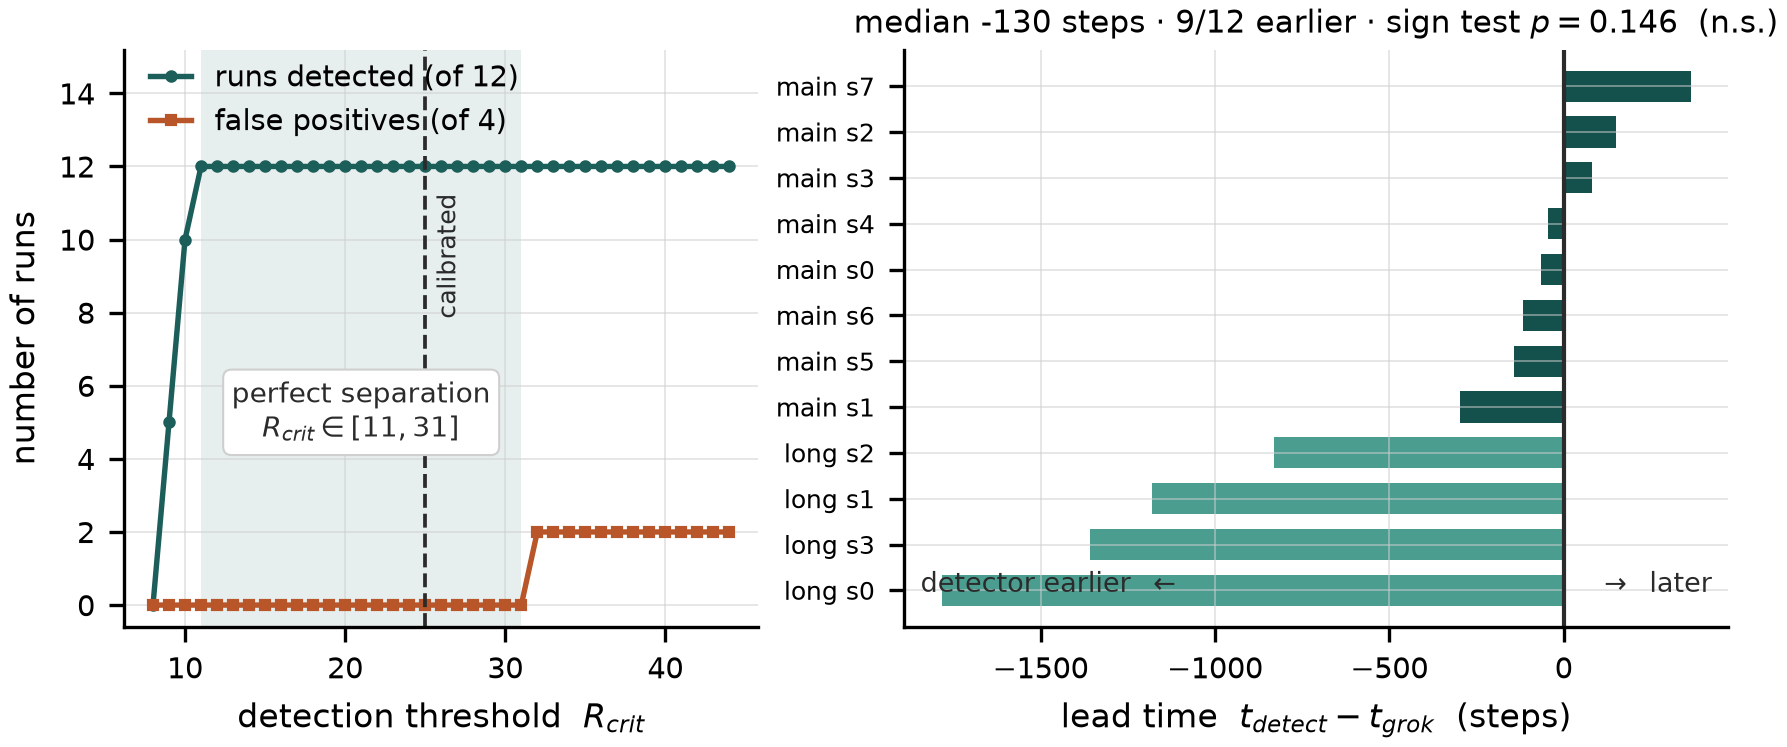 runs detected (of 12)
false positives (of 4)
calibrated
perfect separation
R_crit ∈ [11, 31]
number of runs
14
12
10
8
6
4
2
0
10
20
30
40
detection threshold R_crit
median -130 steps · 9/12 earlier · sign test p = 0.146 (n.s.)
main s7
main s2
main s3
main s4
main s0
main s6
main s5
main s1
long s2
long s1
long s3
long s0
detector earlier ←
→ later
−1500
−1000
−500
0
lead time t_detect − t_grok (steps)